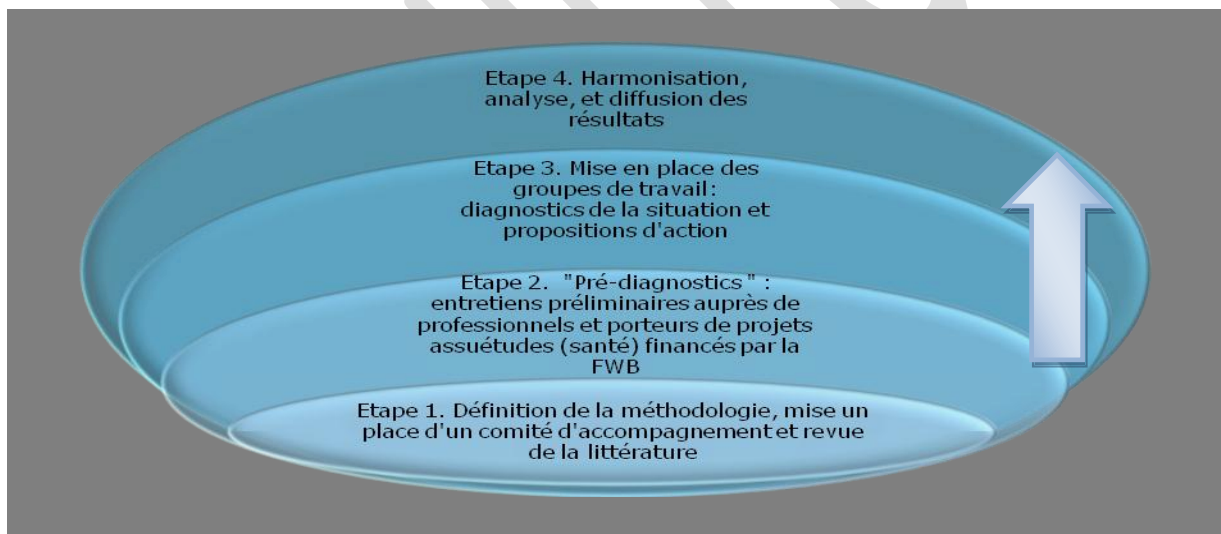 Etape 4. Harmonisation,
analyse, et diffusion des
résultats
Etape 3. Mise en place des
groupes de travail :
diagnostics de la situation et
propositions d'action
Etape 2. "Pré-diagnostics" :
entretiens préliminaires auprès de
professionnels et porteurs de projets
assuétudes (santé) financés par la
FWB
Etape 1. Définition de la méthodologie, mise un
place d'un comité d'accompagnement et revue
de la littérature